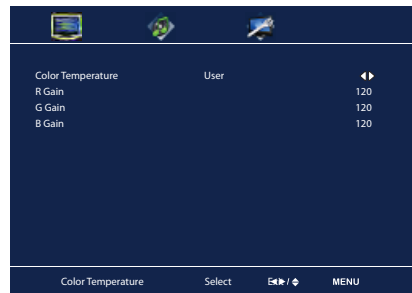 Color Temperature User
R Gain 120
G Gain 120
B Gain 120
Color Temperature Select MENU